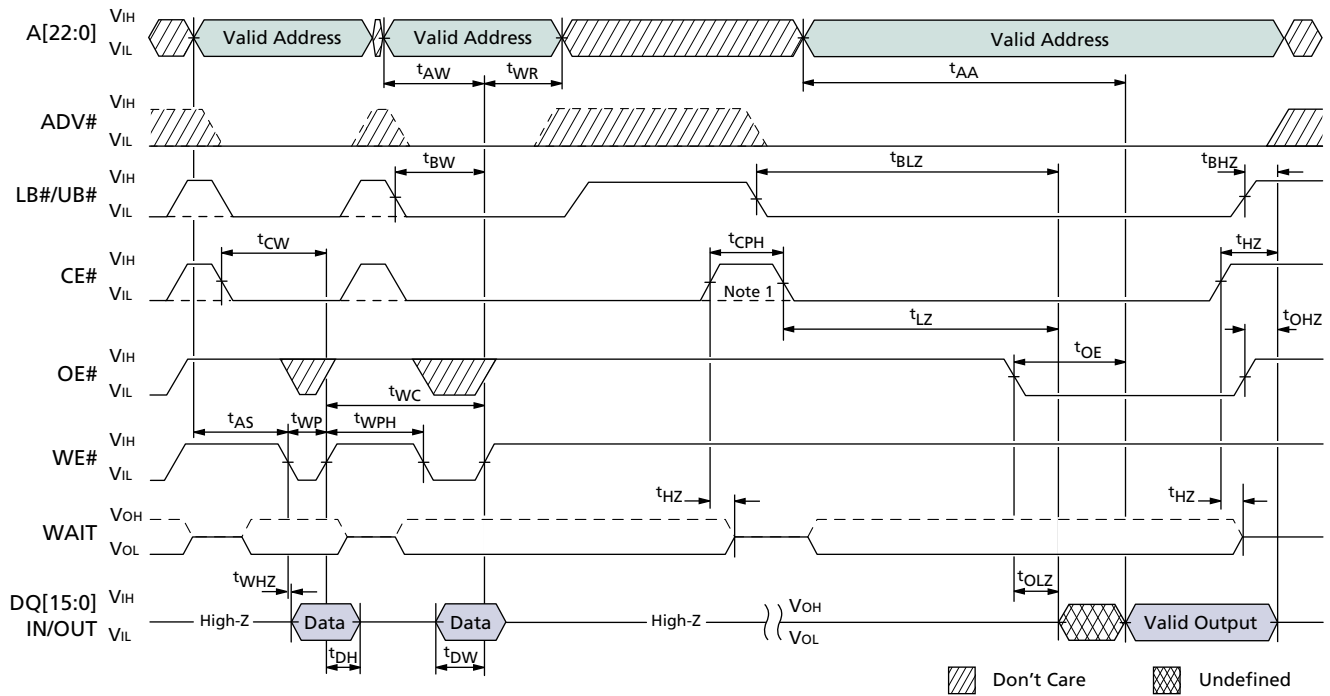 A[22:0] VIH VIL Valid Address Valid Address Valid Address
tAW tWR tAA
ADV# VIH VIL
tBW tBLZ tBHZ
LB#/UB# VIH VIL
tCW tCPH tHZ
CE# VIH VIL Note 1
tLZ tOHZ
OE# VIH VIL tOE
tWC
tAS tWP tWPH
WE# VIH VIL
tHZ tHZ
WAIT VOH VOL
tWHZ tOLZ
DQ[15:0] IN/OUT VIH VIL High-Z Data Data High-Z VOH VOL Valid Output
tDH tDW
Don't Care Undefined